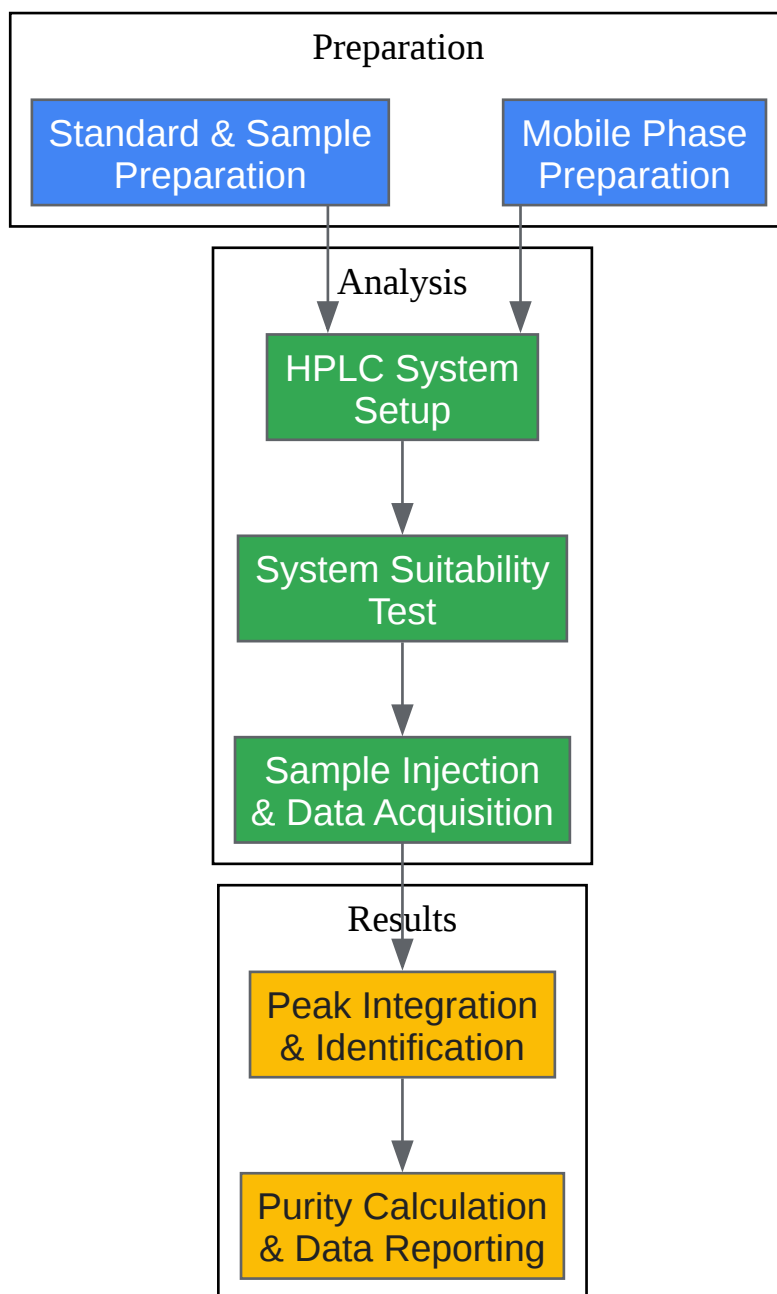 Preparation
Standard & Sample
Preparation
Mobile Phase
Preparation
Analysis
HPLC System
Setup
System Suitability
Test
Sample Injection
& Data Acquisition
Results
Peak Integration
& Identification
Purity Calculation
& Data Reporting